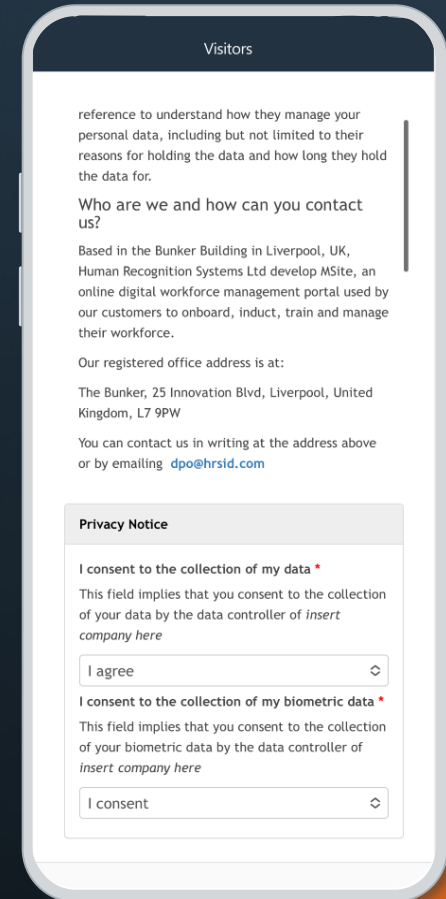 Visitors
reference to understand how they manage your
personal data, including but not limited to their
reasons for holding the data and how long they hold
the data for.
Who are we and how can you contact
us?
Based in the Bunker Building in Liverpool, UK,
Human Recognition Systems Ltd develop MSite, an
online digital workforce management portal used by
our customers to onboard, induct, train and manage
their workforce.
Our registered office address is at:
The Bunker, 25 Innovation Blvd, Liverpool, United
Kingdom, L7 9PW
You can contact us in writing at the address above
or by emailing dpo@hrsid.com
Privacy Notice
I consent to the collection of my data *
This field implies that you consent to the collection
of your data by the data controller of insert
company here
I agree
I consent to the collection of my biometric data *
This field implies that you consent to the collection
of your biometric data by the data controller of
insert company here
I consent